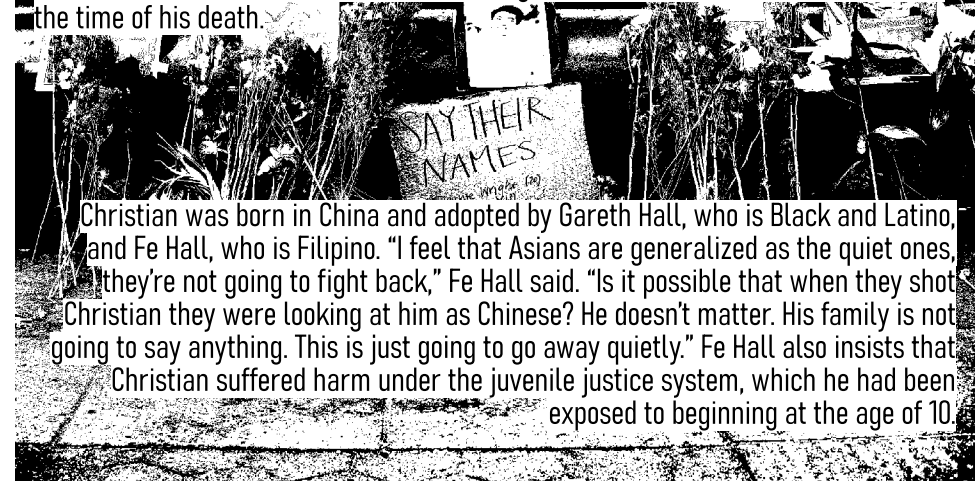 the time of his death.
SAY THEIR
NAMES
Wright (20)
Christian was born in China and adopted by Gareth Hall, who is Black and Latino,
and Fe Hall, who is Filipino. “I feel that Asians are generalized as the quiet ones,
they’re not going to fight back,” Fe Hall said. “Is it possible that when they shot
Christian they were looking at him as Chinese? He doesn’t matter. His family is not
going to say anything. This is just going to go away quietly.” Fe Hall also insists that
Christian suffered harm under the juvenile justice system, which he had been
exposed to beginning at the age of 10.